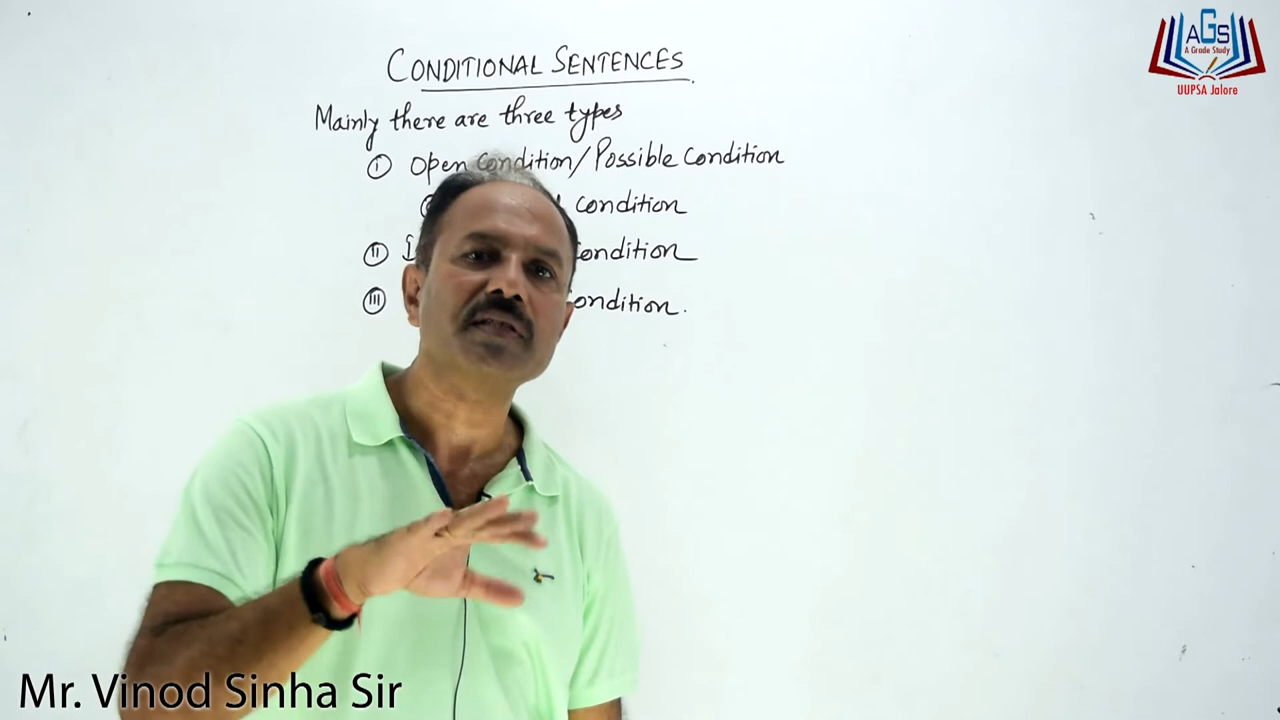 CONDITIONAL SENTENCES
Mainly there are three types
I Open Condition/Possible Condition
condition
II Condition
III Condition.
AGS
A Grade Study
UUPSA Jalore
Mr. Vinod Sinha Sir